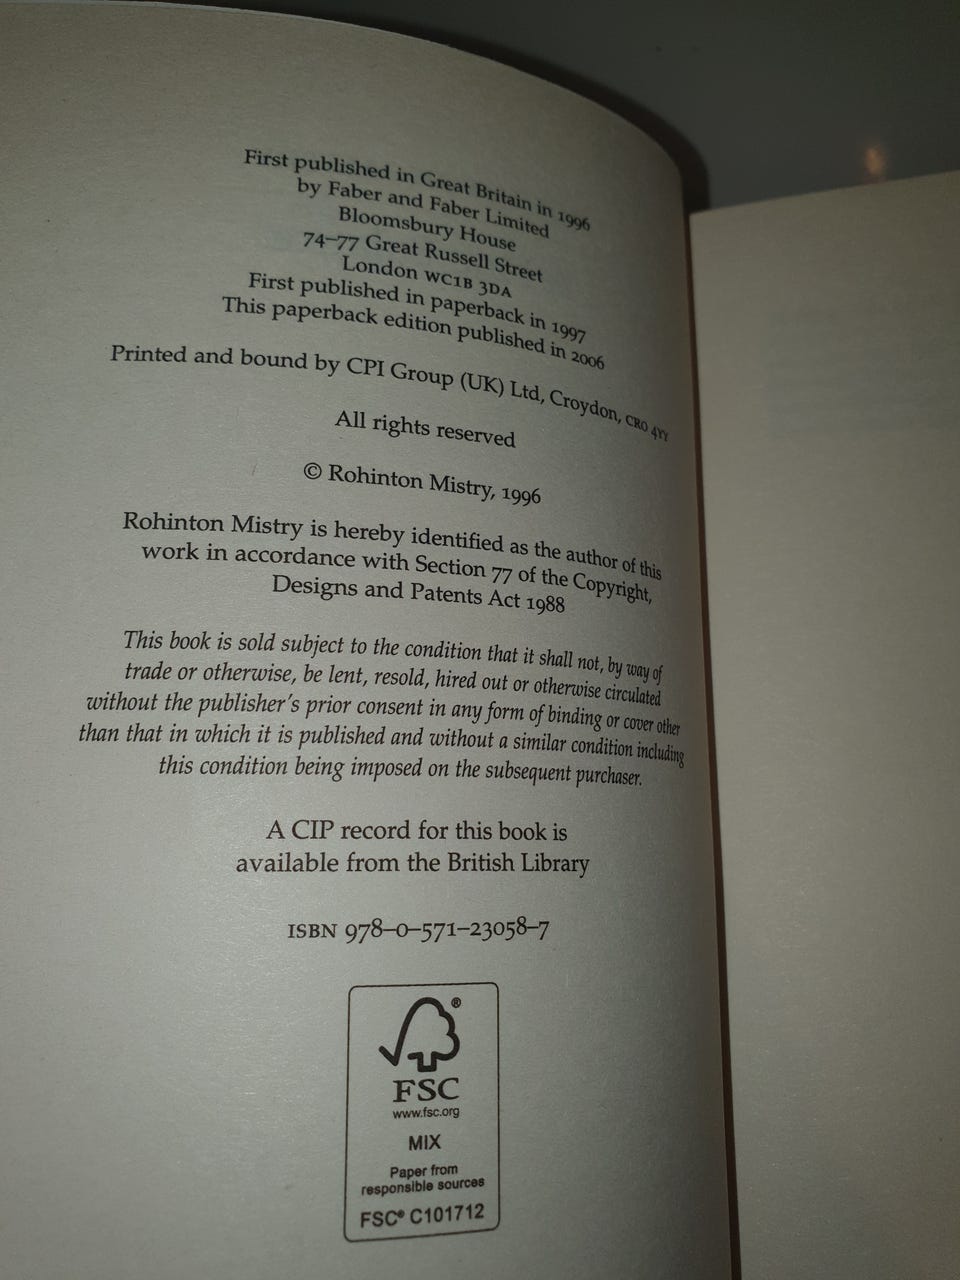 First published in Great Britain in 1996
by Faber and Faber Limited
Bloomsbury House
74–77 Great Russell Street
London WC1B 3DA
First published in paperback in 1997
This paperback edition published in 2006
Printed and bound by CPI Group (UK) Ltd, Croydon, CR0 4YY
All rights reserved
© Rohinton Mistry, 1996
Rohinton Mistry is hereby identified as the author of this
work in accordance with Section 77 of the Copyright,
Designs and Patents Act 1988
This book is sold subject to the condition that it shall not, by way of
trade or otherwise, be lent, resold, hired out or otherwise circulated
without the publisher's prior consent in any form of binding or cover other
than that in which it is published and without a similar condition including
this condition being imposed on the subsequent purchaser.
A CIP record for this book is
available from the British Library
ISBN 978–0–571–23058–7
®
FSC
www.fsc.org
MIX
Paper from
responsible sources
FSC® C101712